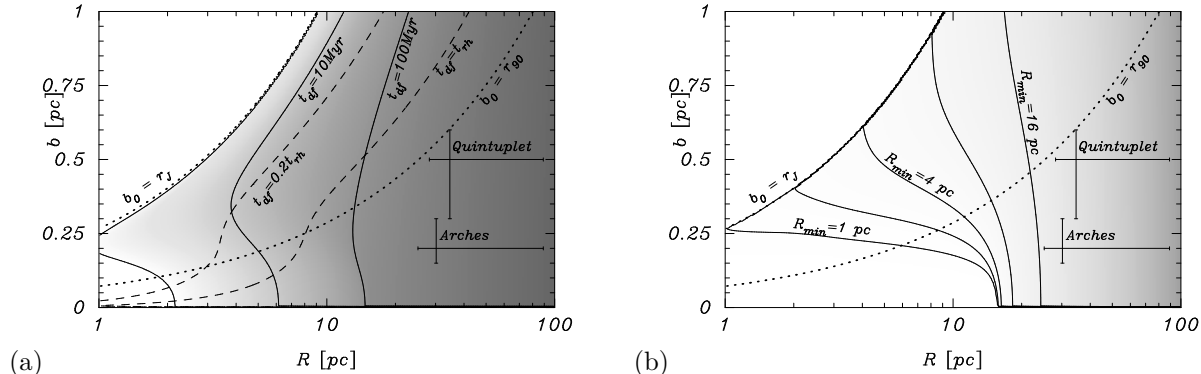 1
0.75
0.5
0.25
0
b [pc]
1
10
100
R [pc]
b₀ = r_J
t_df=10Myr
t_df=100Myr
t_df=t_rh
t_df=0.2t_rh
b₀ = r₉₀
Quintuplet
Arches
(a)
1
0.75
0.5
0.25
0
b [pc]
1
10
100
R [pc]
b₀ = r_J
R_min=16 pc
R_min=4 pc
R_min=1 pc
b₀ = r₉₀
Quintuplet
Arches
(b)